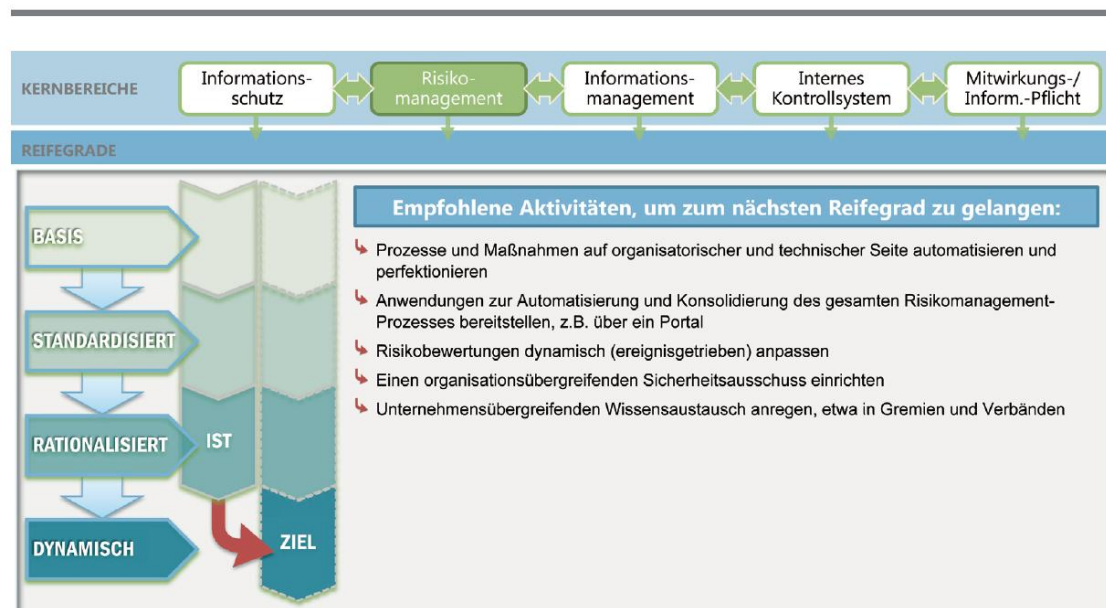 KERNBEREICHE
Informations-
schutz
Risiko-
management
Informations-
management
Internes
Kontrollsystem
Mitwirkungs-/
Inform.-Pflicht
REIFEGRADE
BASIS
STANDARDISIERT
RATIONALISIERT
DYNAMISCH
IST
ZIEL
Empfohlene Aktivitäten, um zum nächsten Reifegrad zu gelangen:
Prozesse und Maßnahmen auf organisatorischer und technischer Seite automatisieren und
perfektionieren
Anwendungen zur Automatisierung und Konsolidierung des gesamten Risikomanagement-
Prozesses bereitstellen, z.B. über ein Portal
Risikobewertungen dynamisch (ereignisgetrieben) anpassen
Einen organisationsübergreifenden Sicherheitsausschuss einrichten
Unternehmensübergreifenden Wissensaustausch anregen, etwa in Gremien und Verbänden